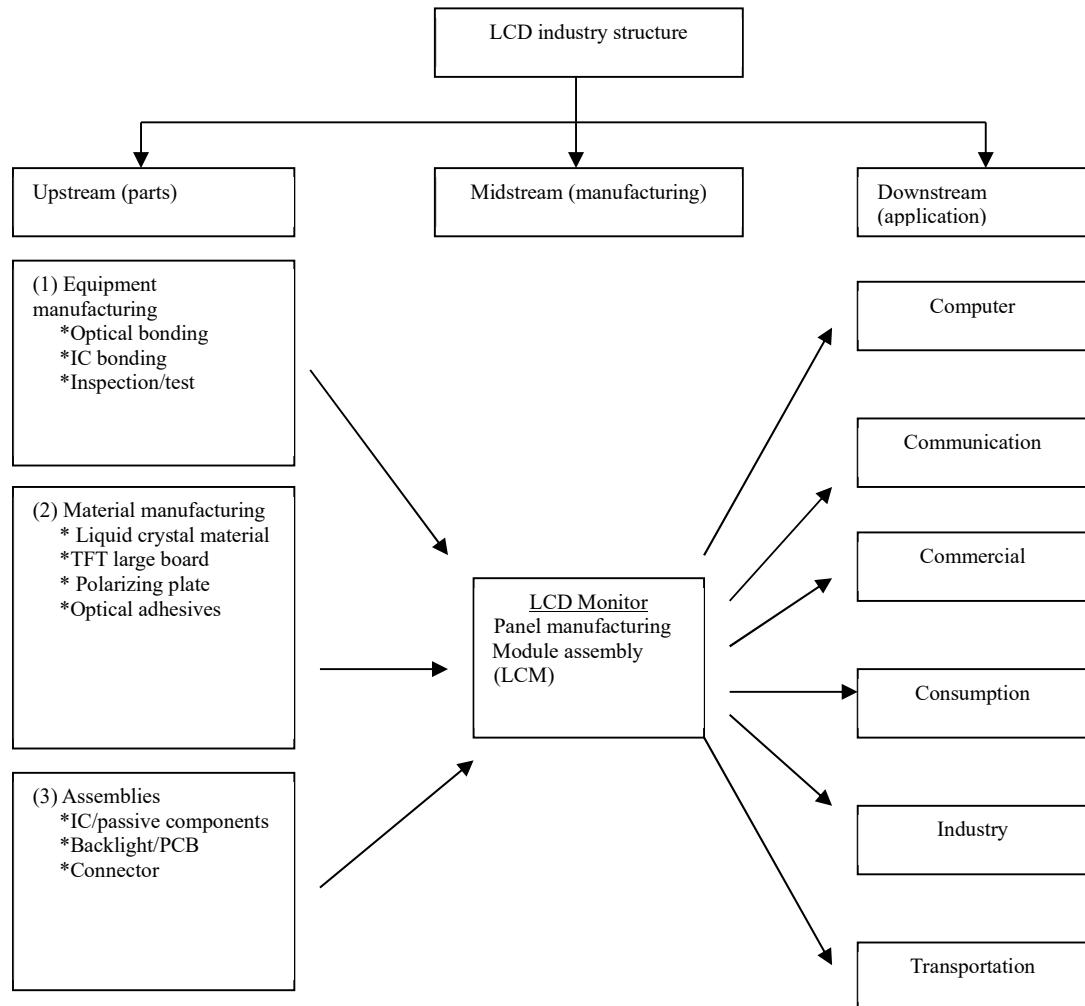 LCD industry structure
Upstream (parts)
Midstream (manufacturing)
Downstream
(application)
(1) Equipment
manufacturing
*Optical bonding
*IC bonding
*Inspection/test
(2) Material manufacturing
* Liquid crystal material
*TFT large board
* Polarizing plate
*Optical adhesives
(3) Assemblies
*IC/passive components
*Backlight/PCB
*Connector
LCD Monitor
Panel manufacturing
Module assembly
(LCM)
Computer
Communication
Commercial
Consumption
Industry
Transportation